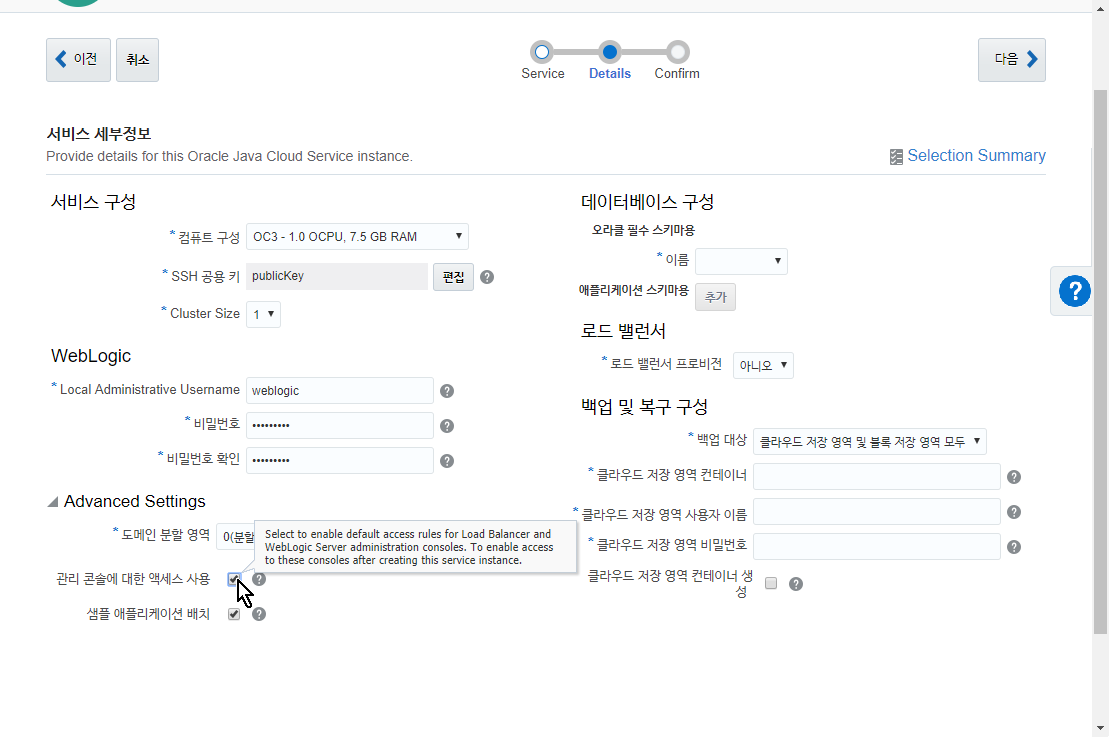 이전
취소
Service
Details
Confirm
다음
서비스 세부정보
Provide details for this Oracle Java Cloud Service instance.
Selection Summary
서비스 구성
* 컴퓨트 구성 OC3 - 1.0 OCPU, 7.5 GB RAM
* SSH 공용 키 publicKey 편집 ?
* Cluster Size 1
WebLogic
* Local Administrative Username weblogic ?
* 비밀번호 ••••••••• ?
* 비밀번호 확인 ••••••••• ?
Advanced Settings
* 도메인 분할 영역 0(분할
Select to enable default access rules for Load Balancer and
WebLogic Server administration consoles. To enable access
to these consoles after creating this service instance.
관리 콘솔에 대한 액세스 사용 ?
샘플 애플리케이션 배치 ?
데이터베이스 구성
오라클 필수 스키마용
* 이름
애플리케이션 스키마용 추가
로드 밸런서
* 로드 밸런서 프로비전 아니오
백업 및 복구 구성
* 백업 대상 클라우드 저장 영역 및 블록 저장 영역 모두
* 클라우드 저장 영역 컨테이너 ?
* 클라우드 저장 영역 사용자 이름 ?
* 클라우드 저장 영역 비밀번호 ?
클라우드 저장 영역 컨테이너 생
성 ?
?